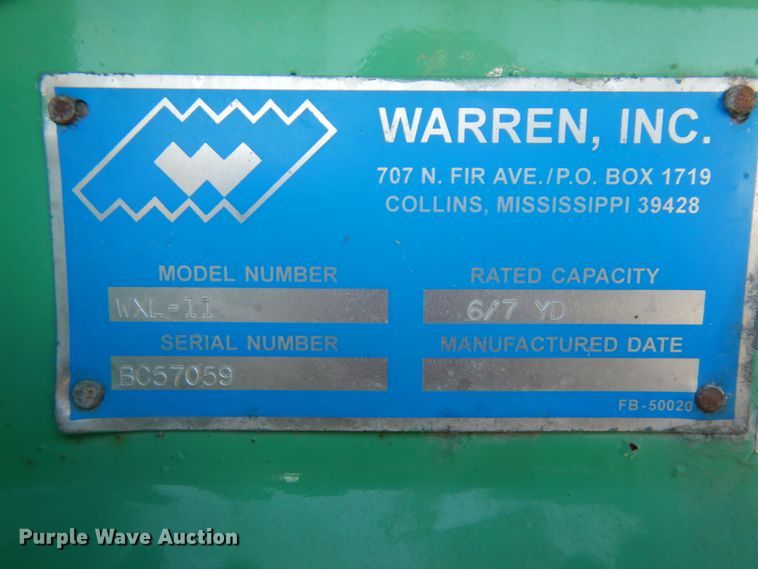 WARREN, INC.
707 N. FIR AVE./P.O. BOX 1719
COLLINS, MISSISSIPPI 39428
MODEL NUMBER
WXL-II
RATED CAPACITY
6/7 YD
SERIAL NUMBER
BC57059
MANUFACTURED DATE
FB-50020
Purple Wave Auction